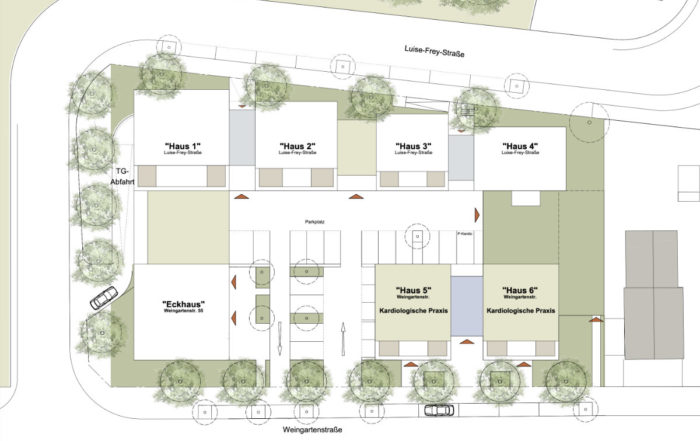 Luise-Frey-Straße
"Haus 1"
Luise-Frey-Straße
"Haus 2"
Luise-Frey-Straße
"Haus 3"
Luise-Frey-Straße
"Haus 4"
Luise-Frey-Straße
TG-
Abfahrt
Parkplatz
"Eckhaus"
Weingartenstr. 55
"Haus 5"
Weingartenstr.
Kardiologische Praxis
"Haus 6"
Weingartenstr.
Kardiologische Praxis
Weingartenstraße